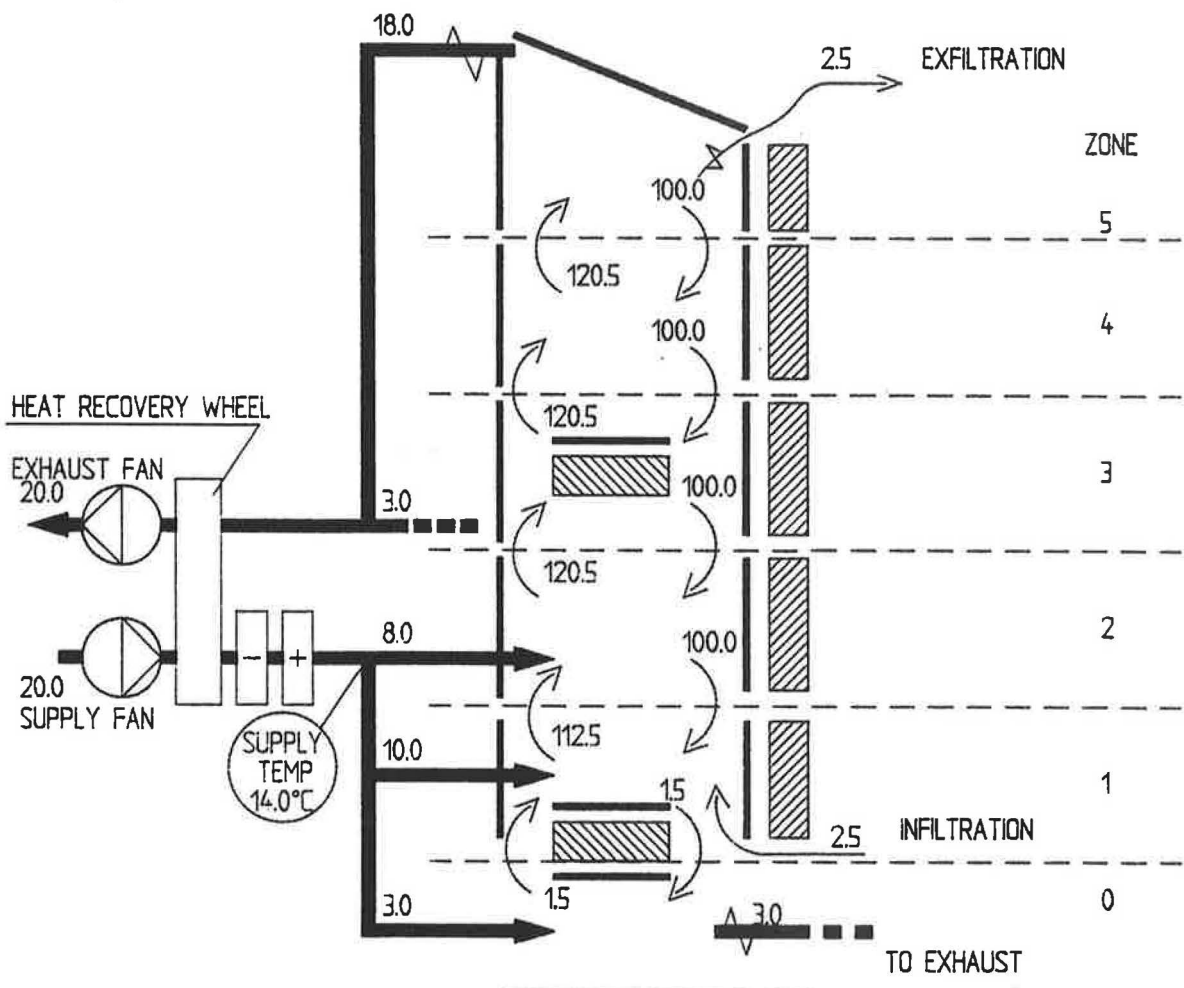 18.0
2.5 EXFILTRATION
ZONE
100.0
5
120.5
100.0
4
HEAT RECOVERY WHEEL
120.5
EXHAUST FAN
20.0
3.0
100.0
3
120.5
8.0
100.0
2
- +
20.0
SUPPLY FAN
SUPPLY
TEMP
14.0°C
112.5
10.0
1.5
1
2.5 INFILTRATION
3.0
1.5
3.0
0
TO EXHAUST